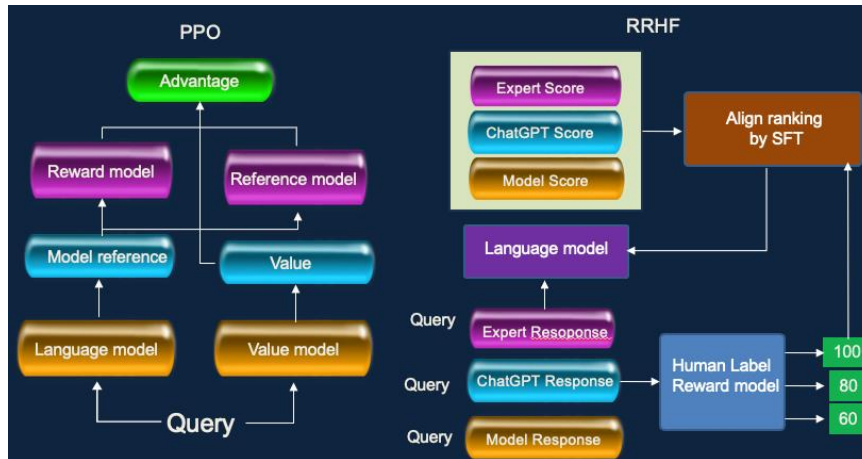 PPO
Advantage
Reward model
Reference model
Model reference
Value
Language model
Value model
Query
RRHF
Expert Score
ChatGPT Score
Model Score
Align ranking
by SFT
Language model
Query
Expert Resoponse
Query
ChatGPT Response
Query
Model Response
Human Label
Reward model
100
80
60